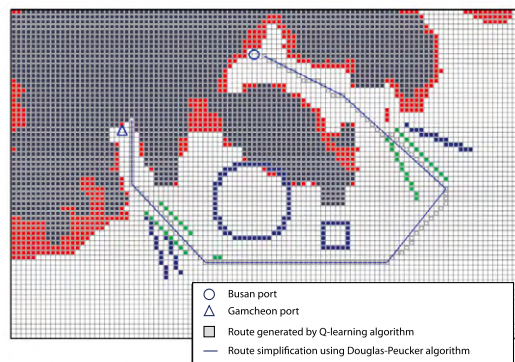 Busan port
Gamcheon port
Route generated by Q-learning algorithm
Route simplification using Douglas-Peucker algorithm